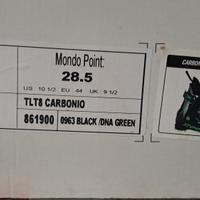 Mondo Point:
28.5
US : 10 1/2 EU : 44 UK : 9 1/2
TLT8 CARBONIO
861900 0963 BLACK /DNA GREEN
CARBON